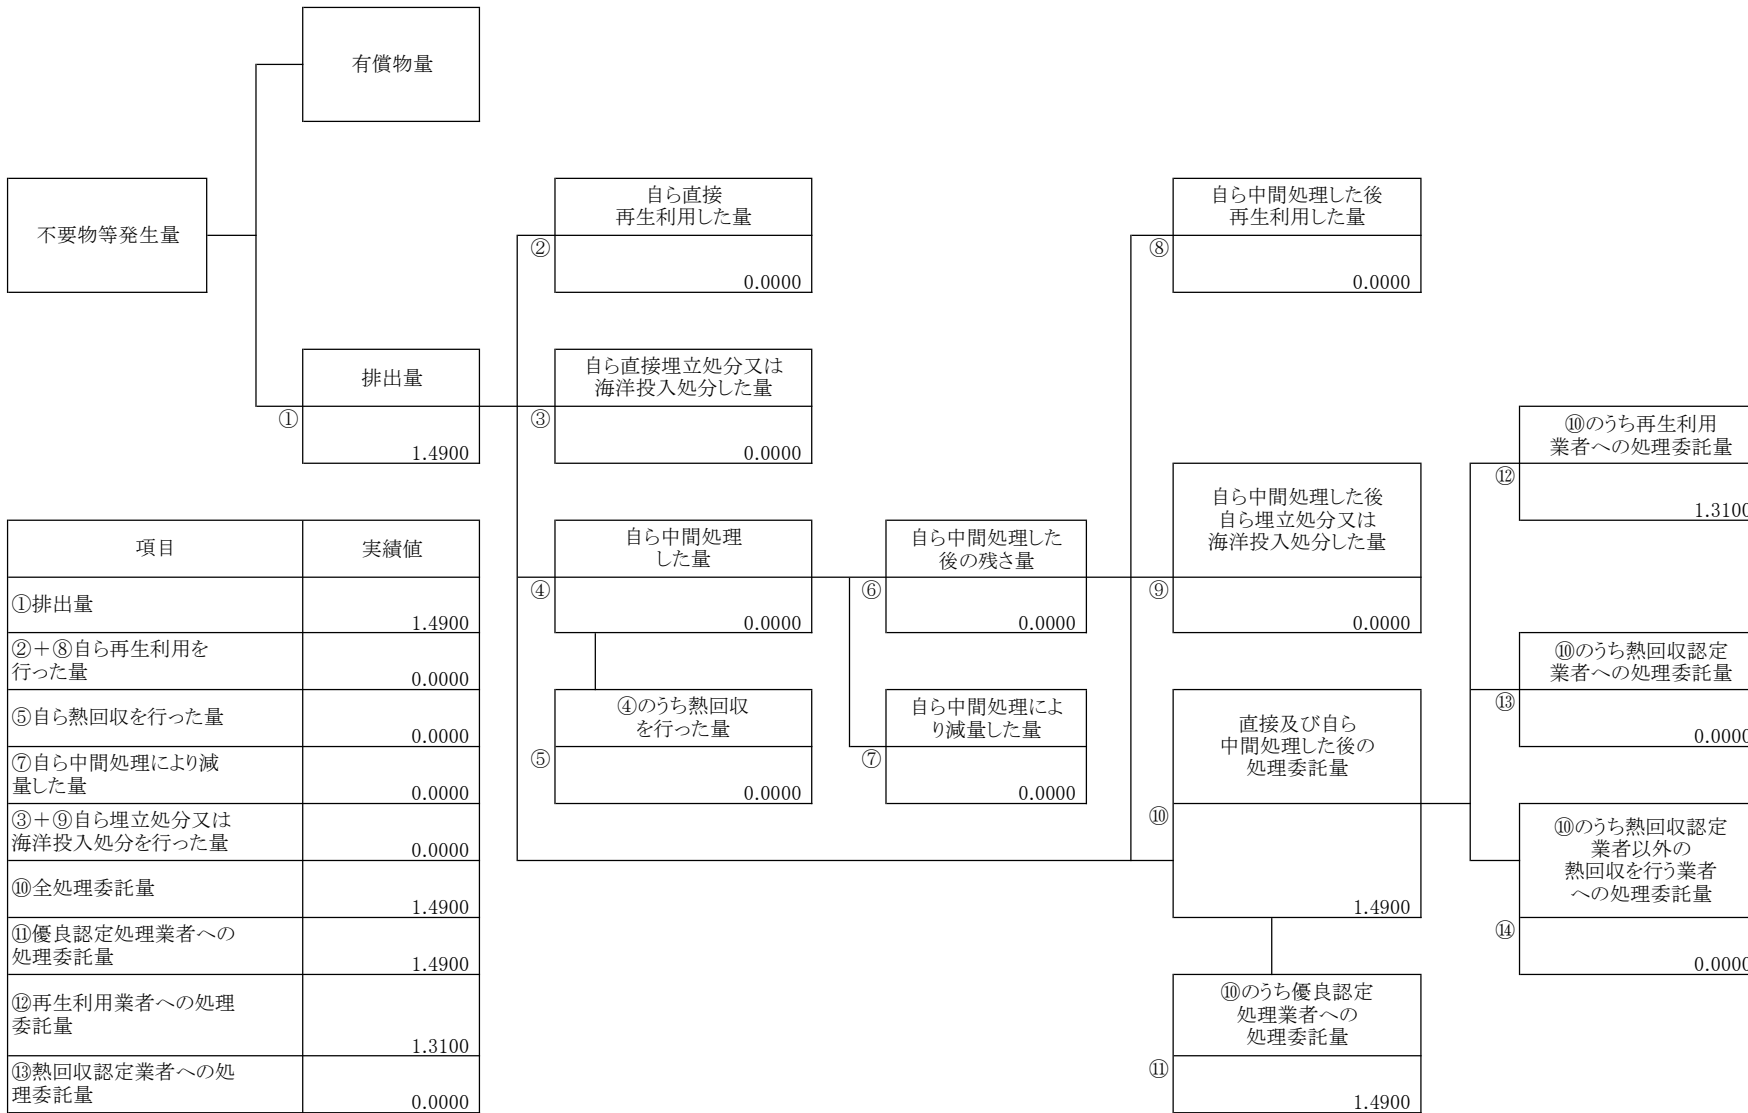 有償物量
不要物等発生量
自ら直接
再生利用した量
②
0.0000
自ら中間処理した後
再生利用した量
⑧
0.0000
排出量
①
1.4900
自ら直接埋立処分又は
海洋投入処分した量
③
0.0000
⑩のうち再生利用
業者への処理委託量
⑫
1.3100
自ら中間処理
した量
④
0.0000
自ら中間処理した
後の残さ量
⑥
0.0000
自ら中間処理した後
自ら埋立処分又は
海洋投入処分した量
⑨
0.0000
⑩のうち熱回収認定
業者への処理委託量
⑬
0.0000
④のうち熱回収
を行った量
⑤
0.0000
自ら中間処理によ
り減量した量
⑦
0.0000
直接及び自ら
中間処理した後の
処理委託量
⑩
1.4900
⑩のうち熱回収認定
業者以外の
熱回収を行う業者
への処理委託量
⑭
0.0000
⑩のうち優良認定
処理業者への
処理委託量
⑪
1.4900
項目 実績値
①排出量
1.4900
②＋⑧自ら再生利用を
行った量
0.0000
⑤自ら熱回収を行った量
0.0000
⑦自ら中間処理により減
量した量
0.0000
③＋⑨自ら埋立処分又は
海洋投入処分を行った量
0.0000
⑩全処理委託量
1.4900
⑪優良認定処理業者への
処理委託量
1.4900
⑫再生利用業者への処理
委託量
1.3100
⑬熱回収認定業者への処
理委託量
0.0000